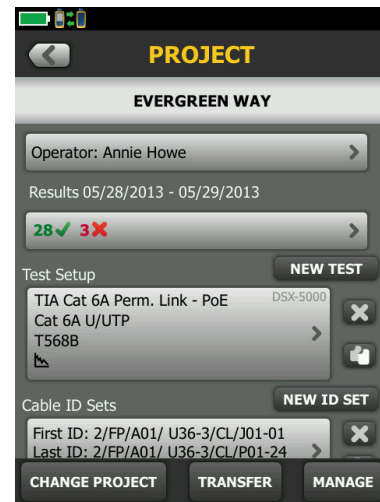 PROJECT
EVERGREEN WAY
Operator: Annie Howe
Results 05/28/2013 - 05/29/2013
28 3
Test Setup
NEW TEST
TIA Cat 6A Perm. Link - PoE
DSX-5000
Cat 6A U/UTP
T568B
Cable ID Sets
NEW ID SET
First ID: 2/FP/A01/ U36-3/CL/J01-01
Last ID: 2/FP/A01/ U36-3/CL/P01-24
CHANGE PROJECT
TRANSFER
MANAGE